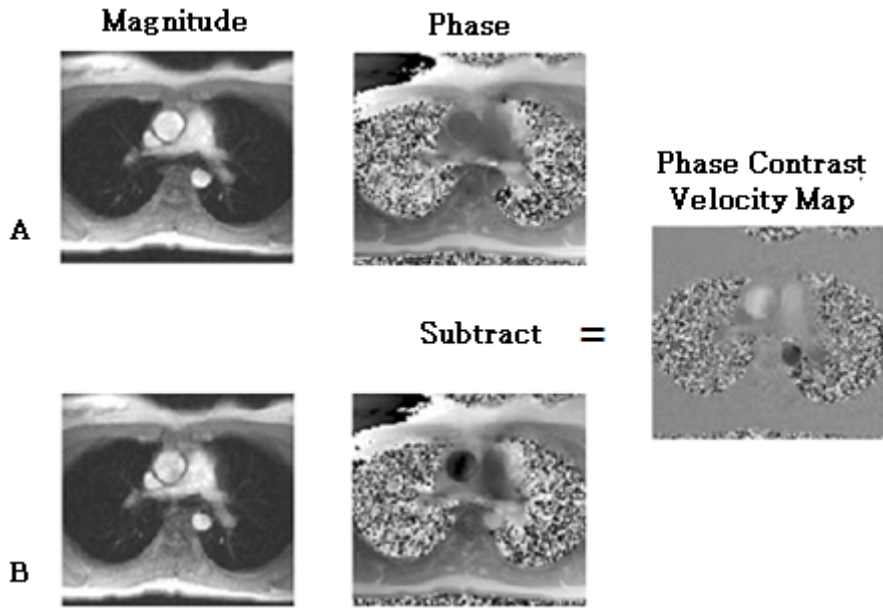 Magnitude
Phase
Phase Contrast
Velocity Map
A
Subtract =
B